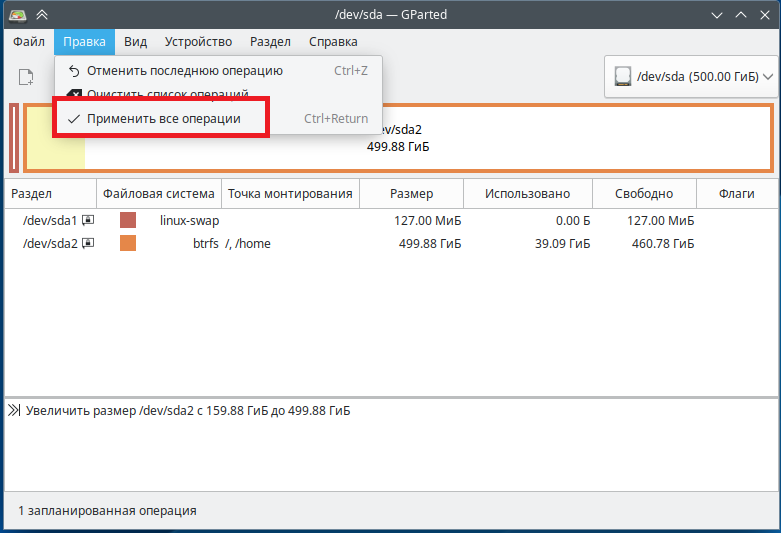 /dev/sda — GParted
Файл Правка Вид Устройство Раздел Справка
Отменить последнюю операцию Ctrl+Z
/dev/sda (500.00 ГиБ)
Очистить список операций
Применить все операции Ctrl+Return
/dev/sda2
499.88 ГиБ
Раздел Файловая система Точка монтирования Размер Использовано Свободно Флаги
/dev/sda1 linux-swap 127.00 МиБ 0.00 Б 127.00 МиБ
/dev/sda2 btrfs /, /home 499.88 ГиБ 39.09 ГиБ 460.78 ГиБ
Увеличить размер /dev/sda2 с 159.88 ГиБ до 499.88 ГиБ
1 запланированная операция